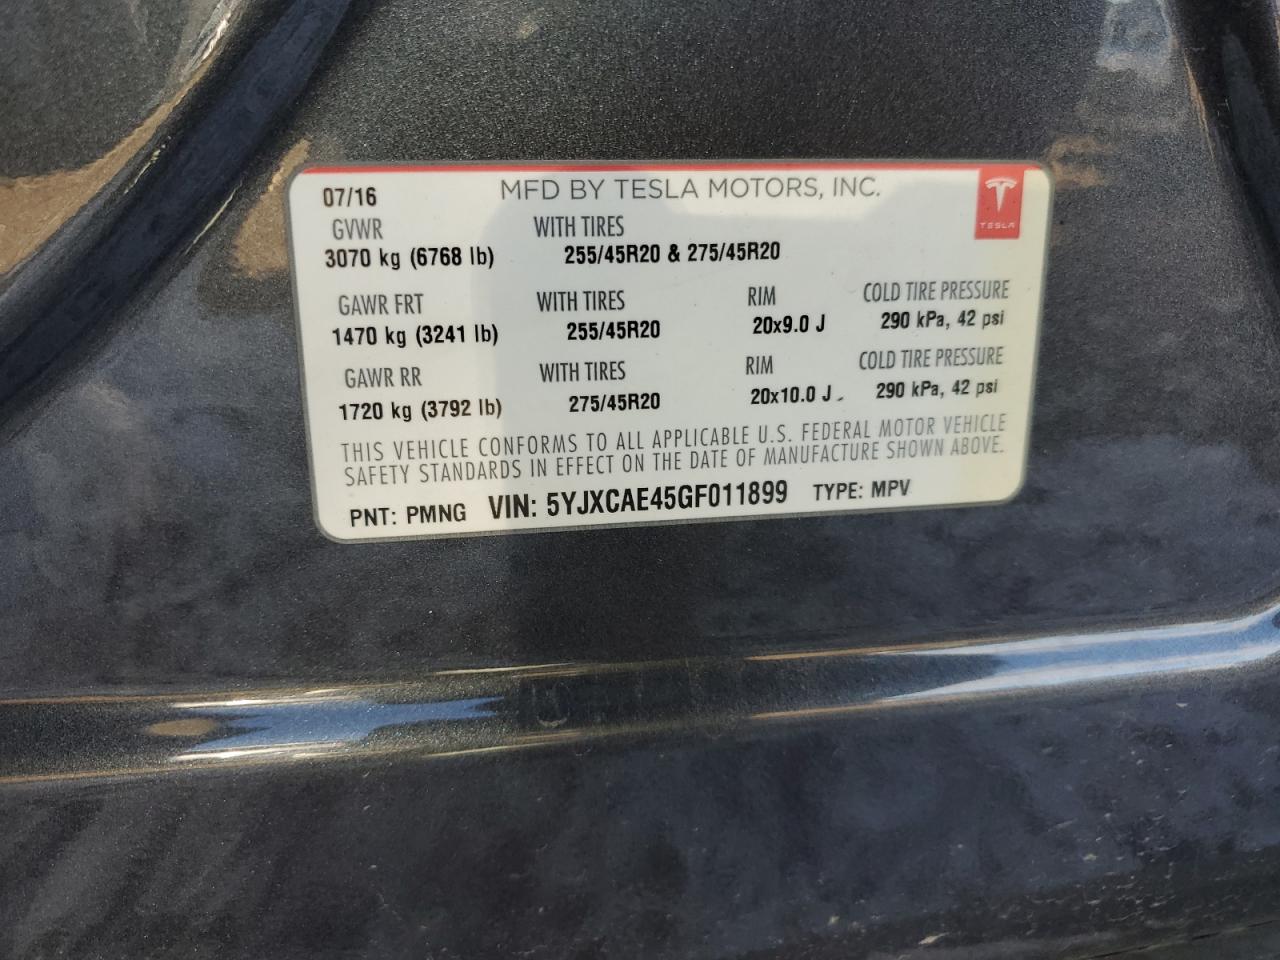 07/16 MFD BY TESLA MOTORS, INC.
TESLA
GVWR WITH TIRES
3070 kg (6768 lb) 255/45R20 & 275/45R20
GAWR FRT WITH TIRES RIM COLD TIRE PRESSURE
1470 kg (3241 lb) 255/45R20 20x9.0 J 290 kPa, 42 psi
GAWR RR WITH TIRES RIM COLD TIRE PRESSURE
1720 kg (3792 lb) 275/45R20 20x10.0 J 290 kPa, 42 psi
THIS VEHICLE CONFORMS TO ALL APPLICABLE U.S. FEDERAL MOTOR VEHICLE
SAFETY STANDARDS IN EFFECT ON THE DATE OF MANUFACTURE SHOWN ABOVE.
PNT: PMNG VIN: 5YJXCAE45GF011899 TYPE: MPV